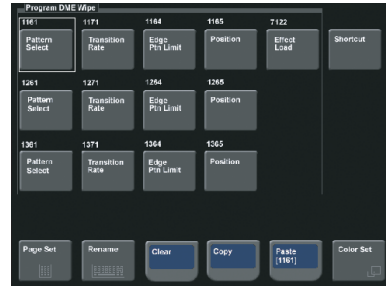 Program DME Wipe
1161 1171 1164 1165 7122
Pattern Select Transition Rate Edge Ptn Limit Position Effect Load Shortcut
1261 1271 1264 1265
Pattern Select Transition Rate Edge Ptn Limit Position
1361 1371 1364 1365
Pattern Select Transition Rate Edge Ptn Limit Position
Page Set Rename Clear Copy Paste [1161] Color Set